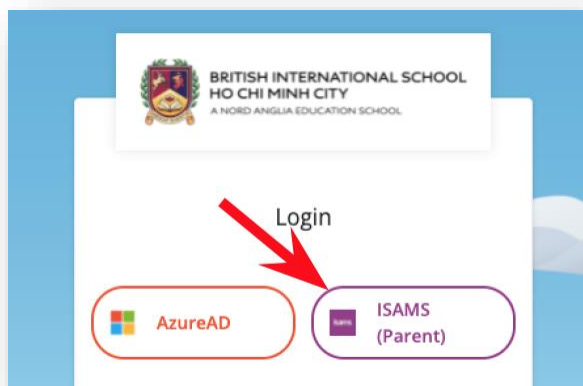 BRITISH INTERNATIONAL SCHOOL
HO CHI MINH CITY
A NORD ANGLIA EDUCATION SCHOOL
Login
AzureAD
ISAMS
(Parent)